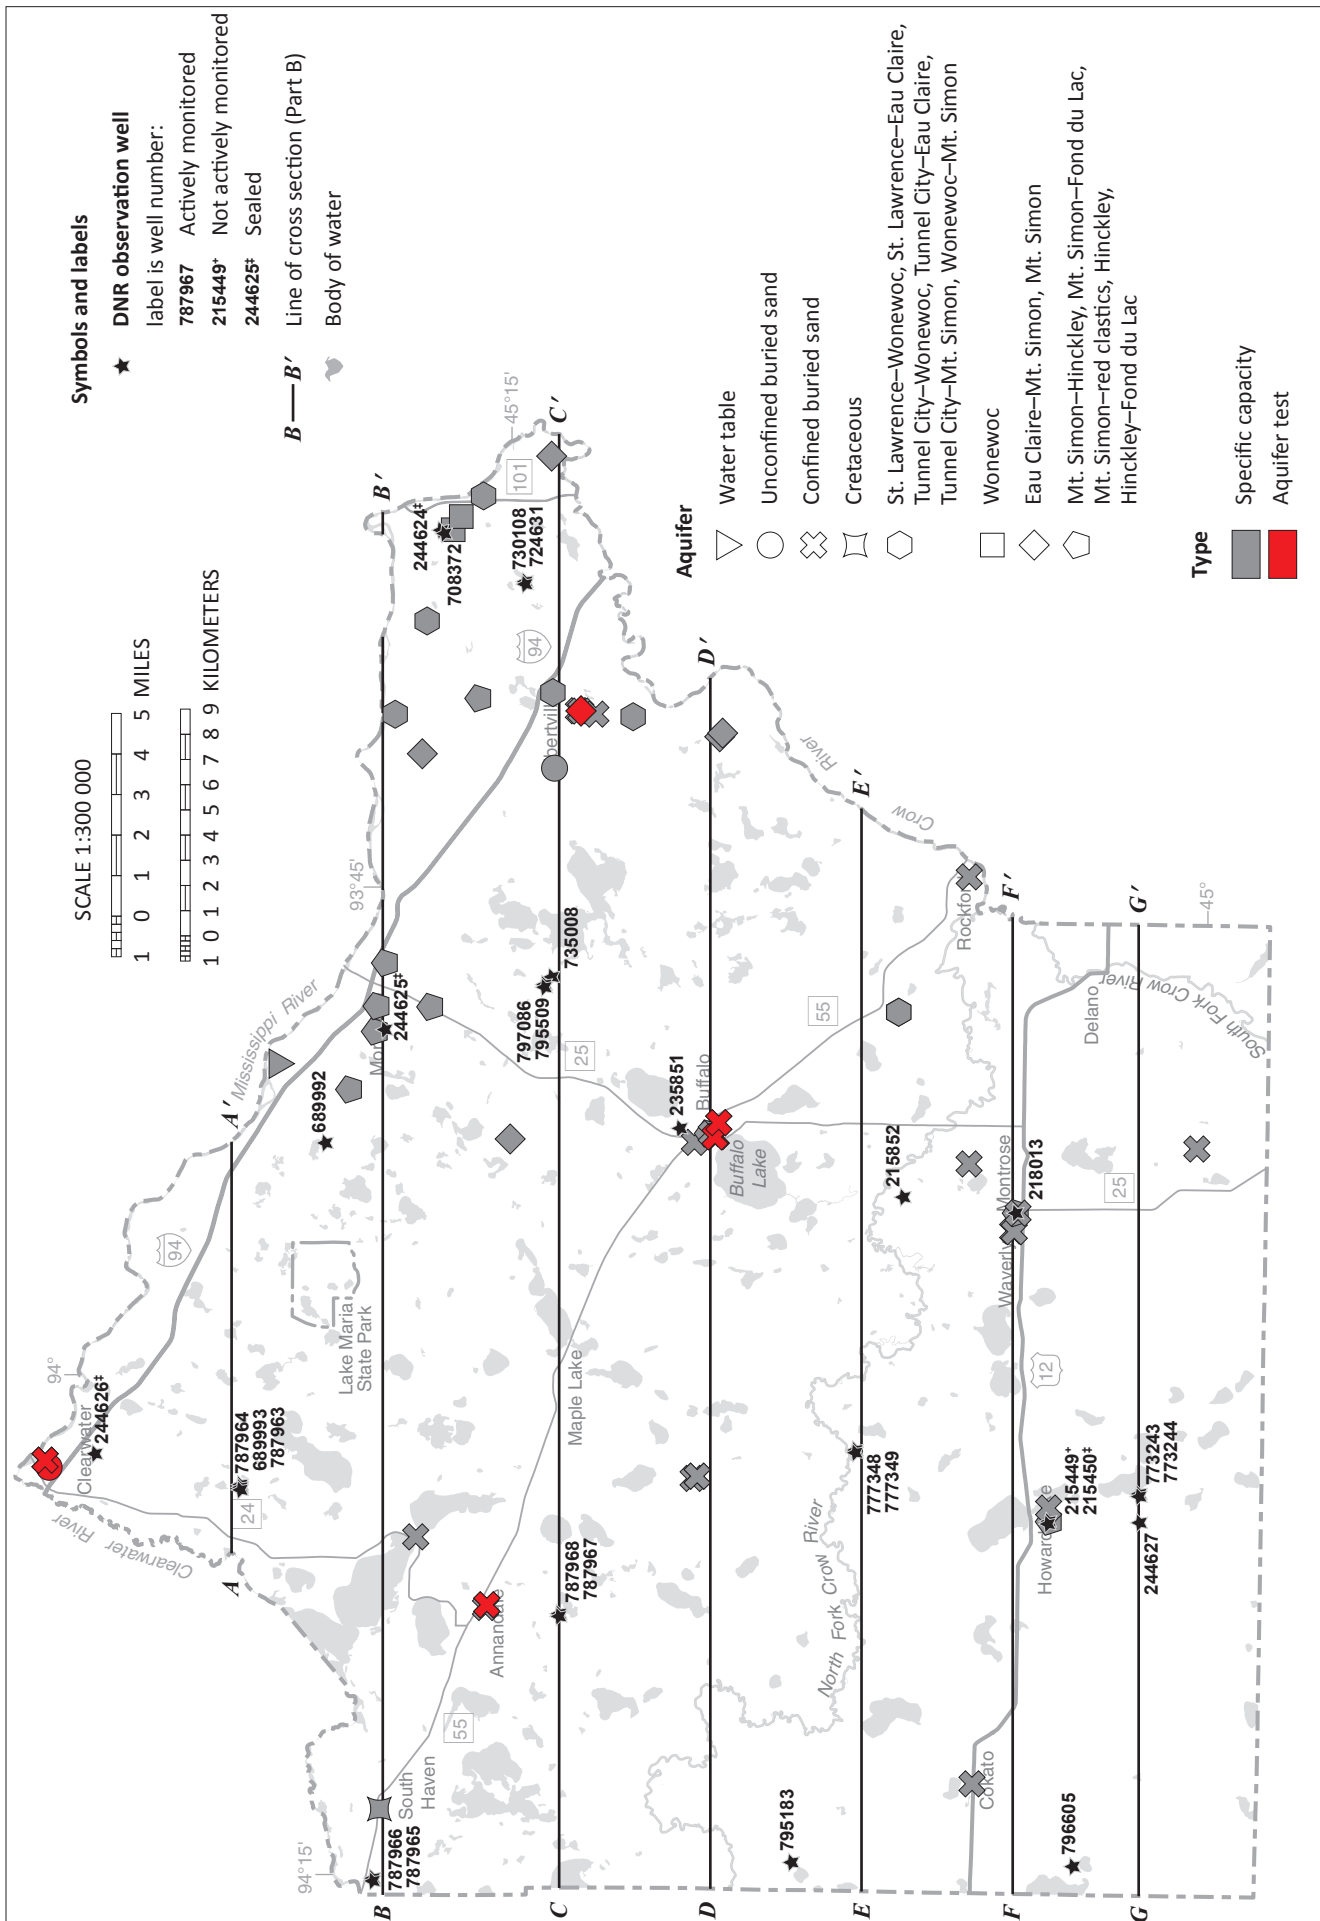 Symbols and labels
DNR observation well
label is well number:
787967 Actively monitored
215449⁺ Not actively monitored
244625‡ Sealed
B — B′ Line of cross section (Part B)
Body of water
SCALE 1:300 000
1 0 1 2 3 4 5 MILES
1 0 1 2 3 4 5 6 7 8 9 KILOMETERS
Aquifer
Water table
Unconfined buried sand
Confined buried sand
Cretaceous
St. Lawrence–Wonewoc, St. Lawrence–Eau Claire,
Tunnel City–Wonewoc, Tunnel City–Eau Claire,
Tunnel City–Mt. Simon, Wonewoc–Mt. Simon
Wonewoc
Eau Claire–Mt. Simon, Mt. Simon
Mt. Simon–Hinckley, Mt. Simon–Fond du Lac,
Mt. Simon–red clastics, Hinckley,
Hinckley–Fond du Lac
Type
Specific capacity
Aquifer test
94°15'
94°
93°45'
45°15'
45°
Clearwater River
Clearwater
244626‡
94
Mississippi River
A
A′
787964
689993
787963
24
Lake Maria
State Park
689992
B
B′
787966
787965
South
Haven
55
Annandale
244625‡
244624‡
708372
101
730108
724631
94
C
C′
787968
787967
Maple Lake
797086
795509
735008
25
235851
Buffalo
Buffalo
Lake
D
D′
795183
North Fork Crow River
777348
777349
215852
55
Crow
River
E
E′
Cokato
Rockfor
F
F′
Waverly
Montrose
218013
12
Howard
215449⁺
215450‡
Delano
South Fork Crow River
796605
244627
773243
773244
25
G
G′